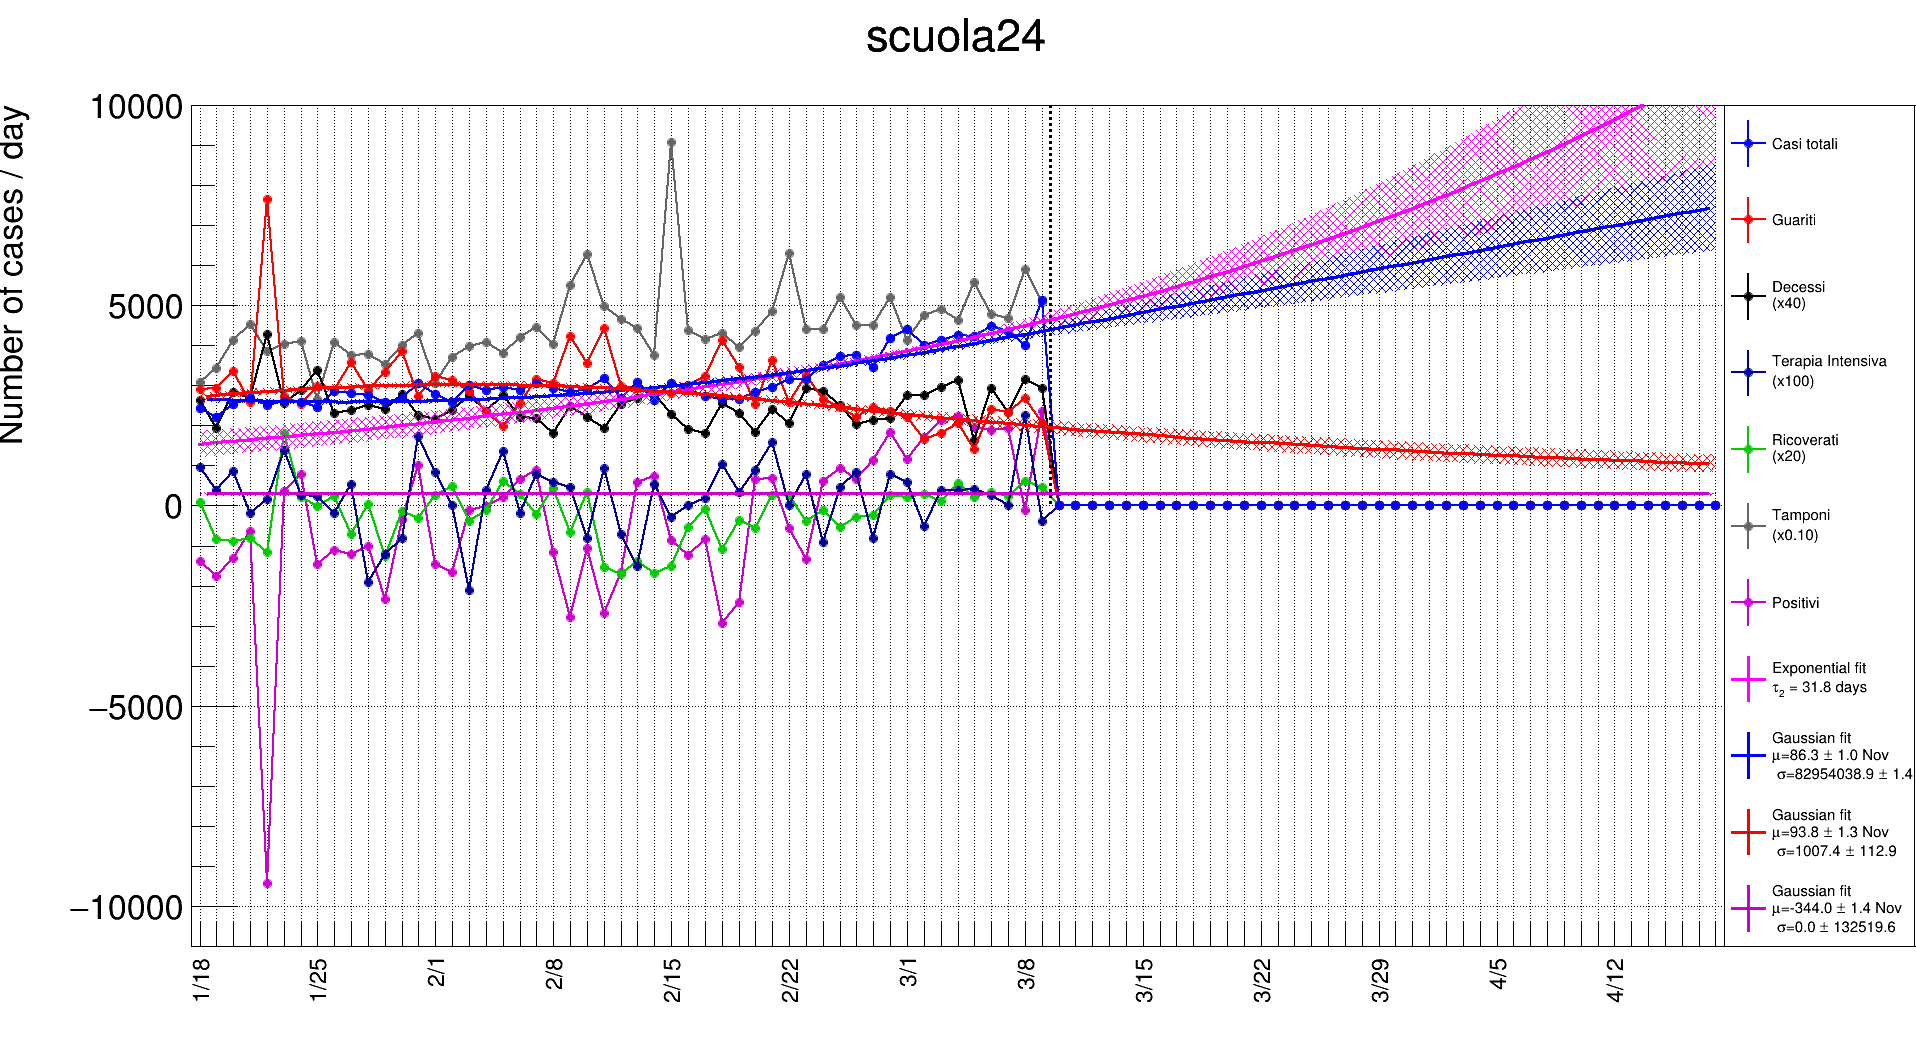 scuola24
Number of cases / day
10000
5000
0
−5000
−10000
1/18
1/25
2/1
2/8
2/15
2/22
3/1
3/8
3/15
3/22
3/29
4/5
4/12
Casi totali
Guariti
Decessi
(x40)
Terapia Intensiva
(x100)
Ricoverati
(x20)
Tamponi
(x0.10)
Positivi
Exponential fit
τ2 = 31.8 days
Gaussian fit
μ=86.3 ± 1.0 Nov
σ=82954038.9 ± 1.4
Gaussian fit
μ=93.8 ± 1.3 Nov
σ=1007.4 ± 112.9
Gaussian fit
μ=-344.0 ± 1.4 Nov
σ=0.0 ± 132519.6